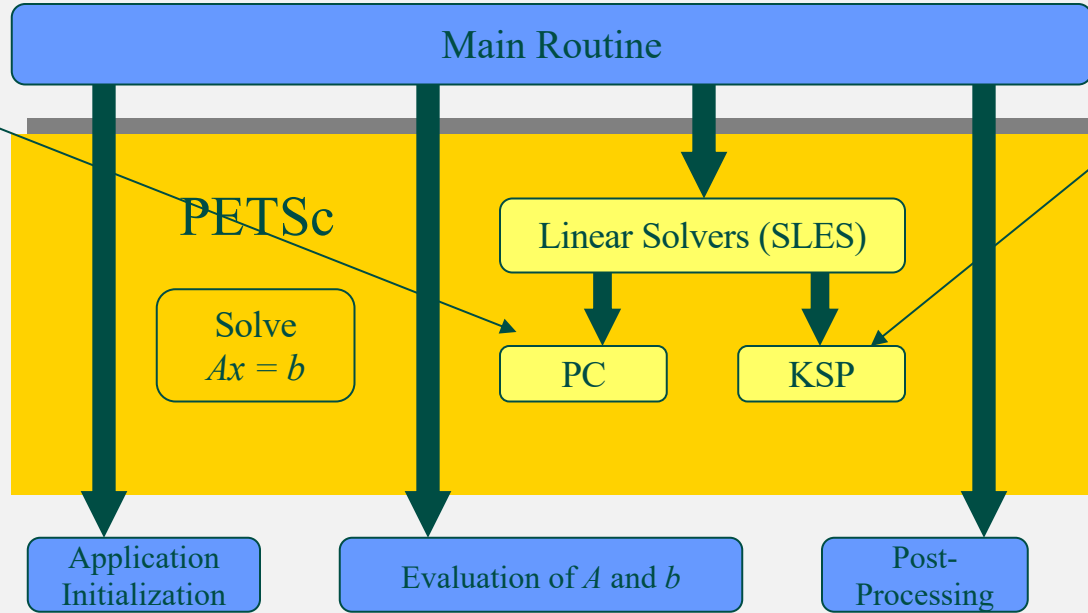 Main Routine
PETSc
Linear Solvers (SLES)
Solve
Ax = b
PC
KSP
Application
Initialization
Evaluation of A and b
Post-
Processing